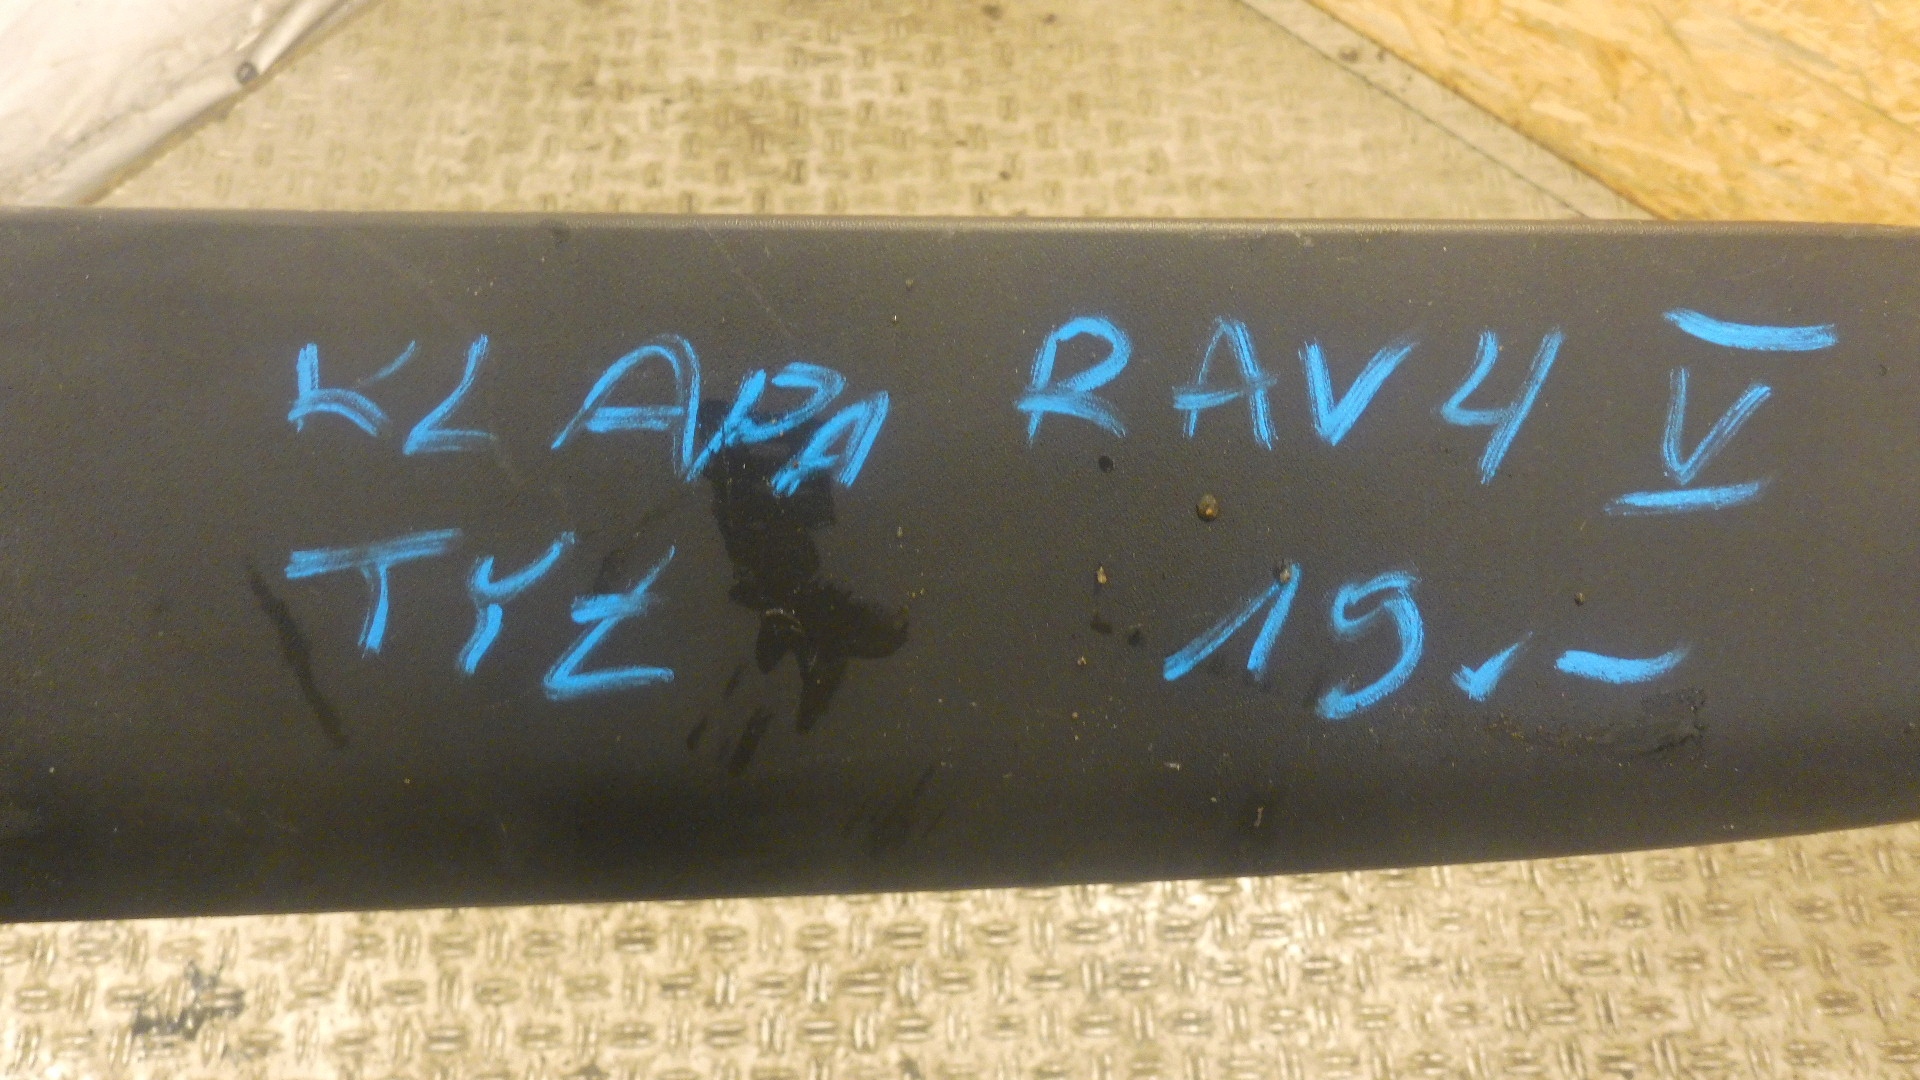 KLAPA RAV4 V
TYŁ 19.-